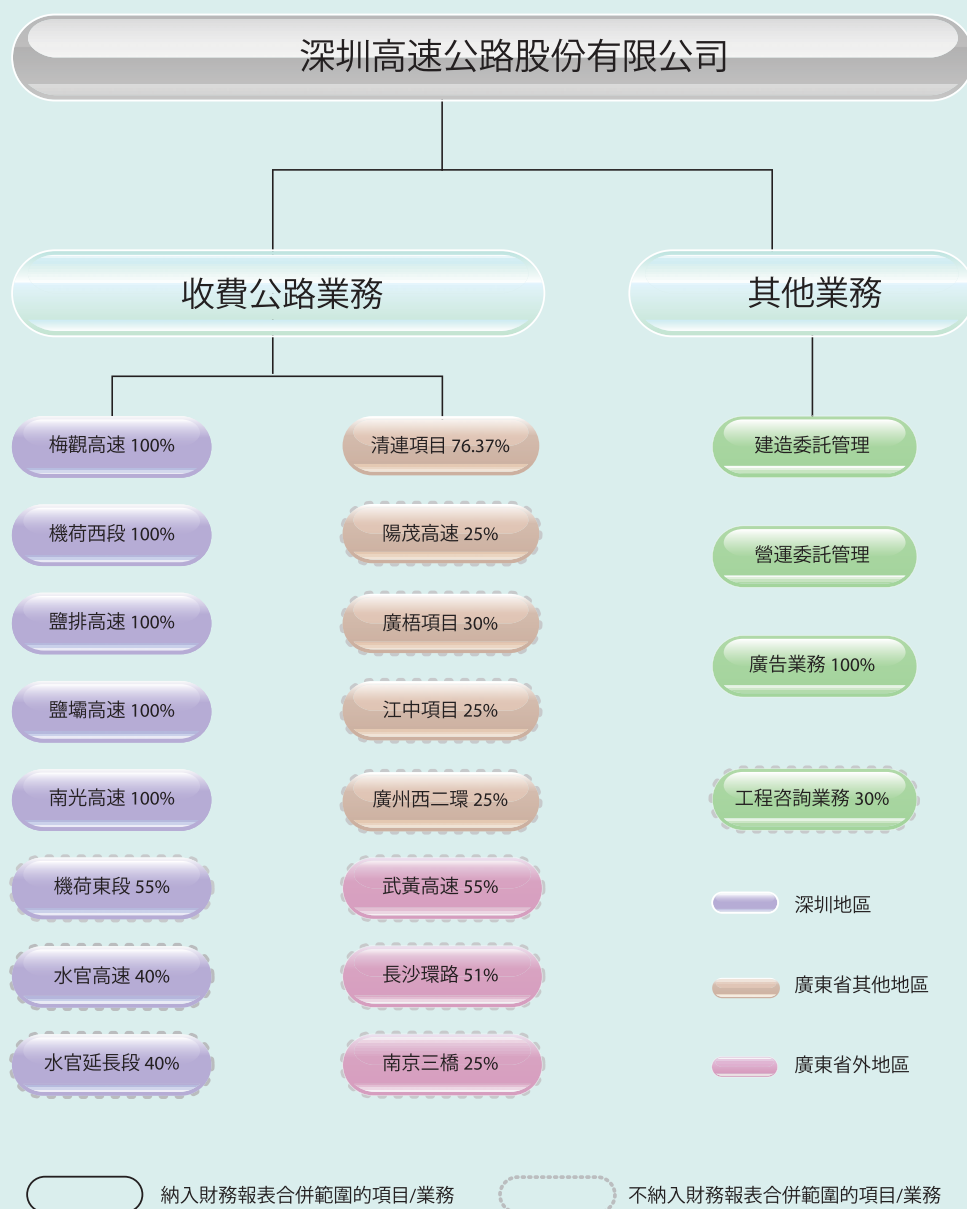 深圳高速公路股份有限公司
收費公路業務
其他業務
梅觀高速 100%
機荷西段 100%
鹽排高速 100%
鹽壩高速 100%
南光高速 100%
機荷東段 55%
水官高速 40%
水官延長段 40%
清連項目 76.37%
陽茂高速 25%
廣梧項目 30%
江中項目 25%
廣州西二環 25%
武黃高速 55%
長沙環路 51%
南京三橋 25%
建造委託管理
營運委託管理
廣告業務 100%
工程咨詢業務 30%
深圳地區
廣東省其他地區
廣東省外地區
納入財務報表合併範圍的項目/業務
不納入財務報表合併範圍的項目/業務